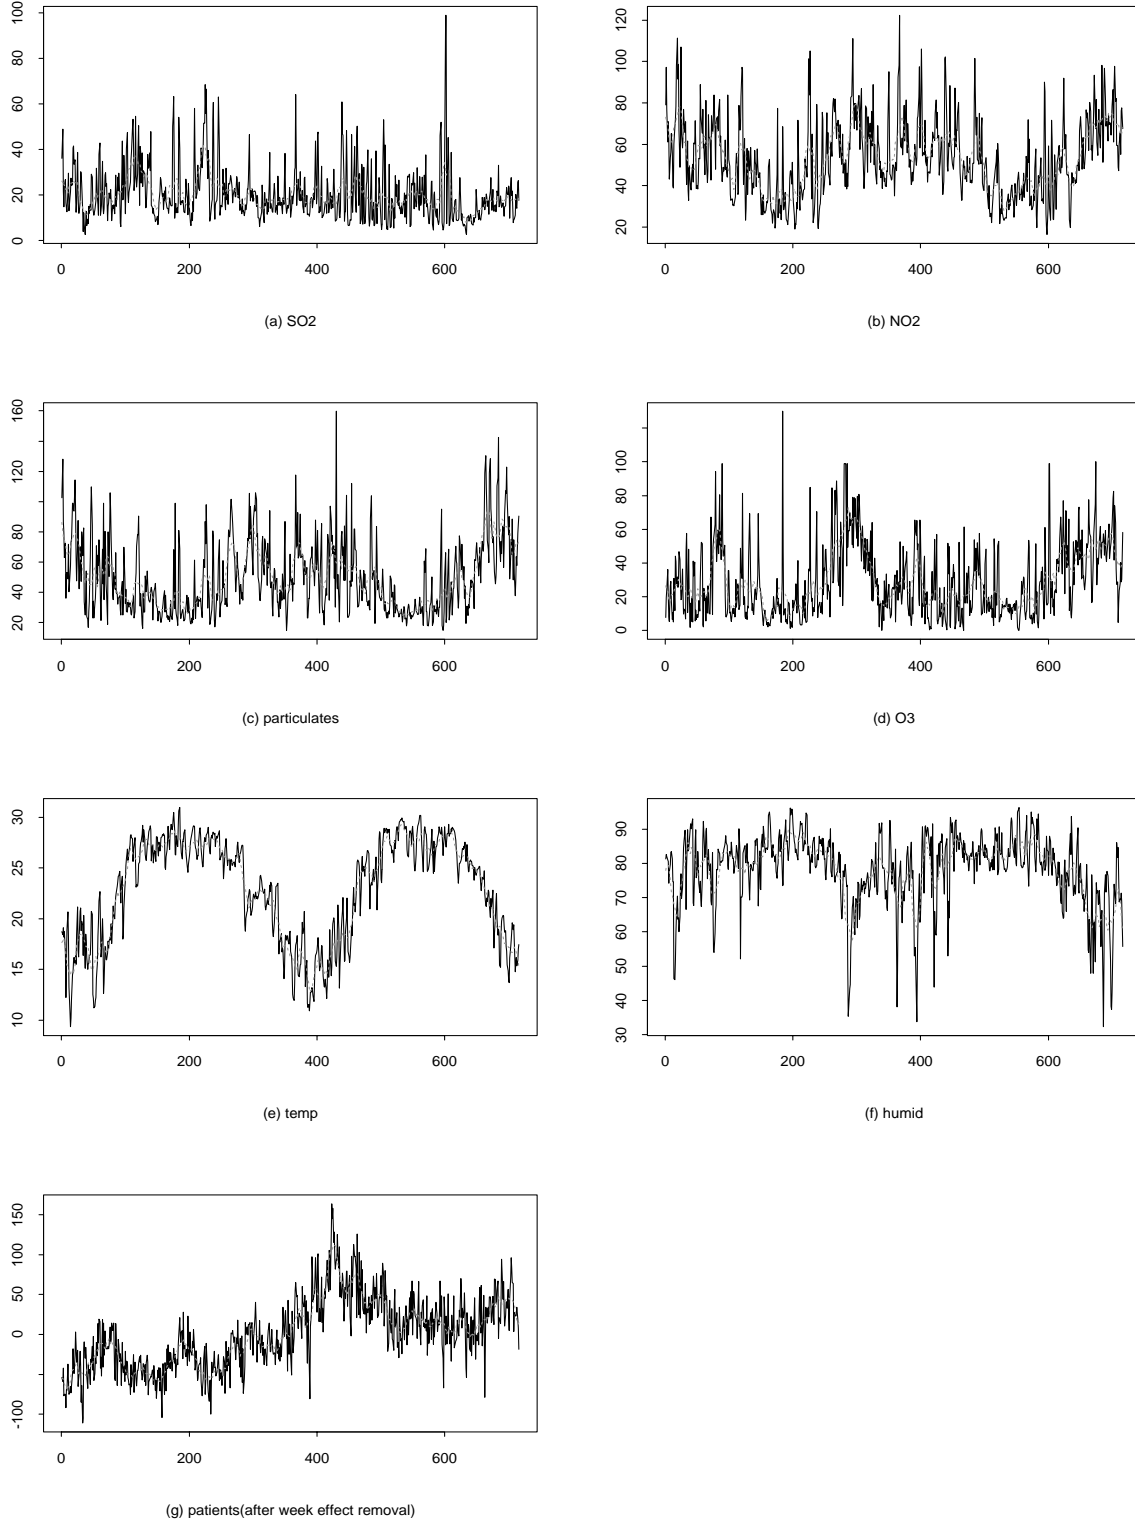 0 20 40 60 80 100
0 200 400 600
(a) SO2
20 40 60 80 100 120
0 200 400 600
(b) NO2
20 40 60 80 120 160
0 200 400 600
(c) particulates
0 20 40 60 80 100
0 200 400 600
(d) O3
10 15 20 25 30
0 200 400 600
(e) temp
30 40 50 60 70 80 90
0 200 400 600
(f) humid
-100 0 50 100 150
0 200 400 600
(g) patients(after week effect removal)